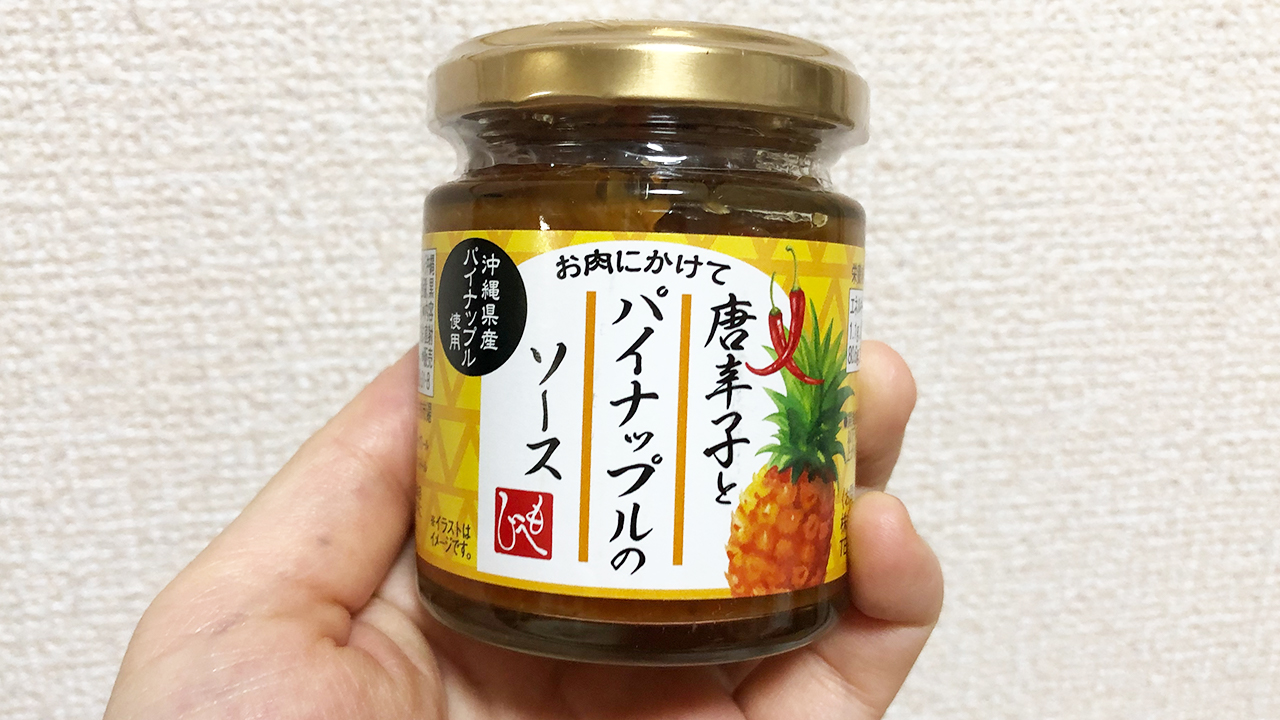 お肉にかけて
唐辛子と
パイナップルの
ソース
もへじ
沖縄県産
パイナップル
使用
※イラストは
イメージです。